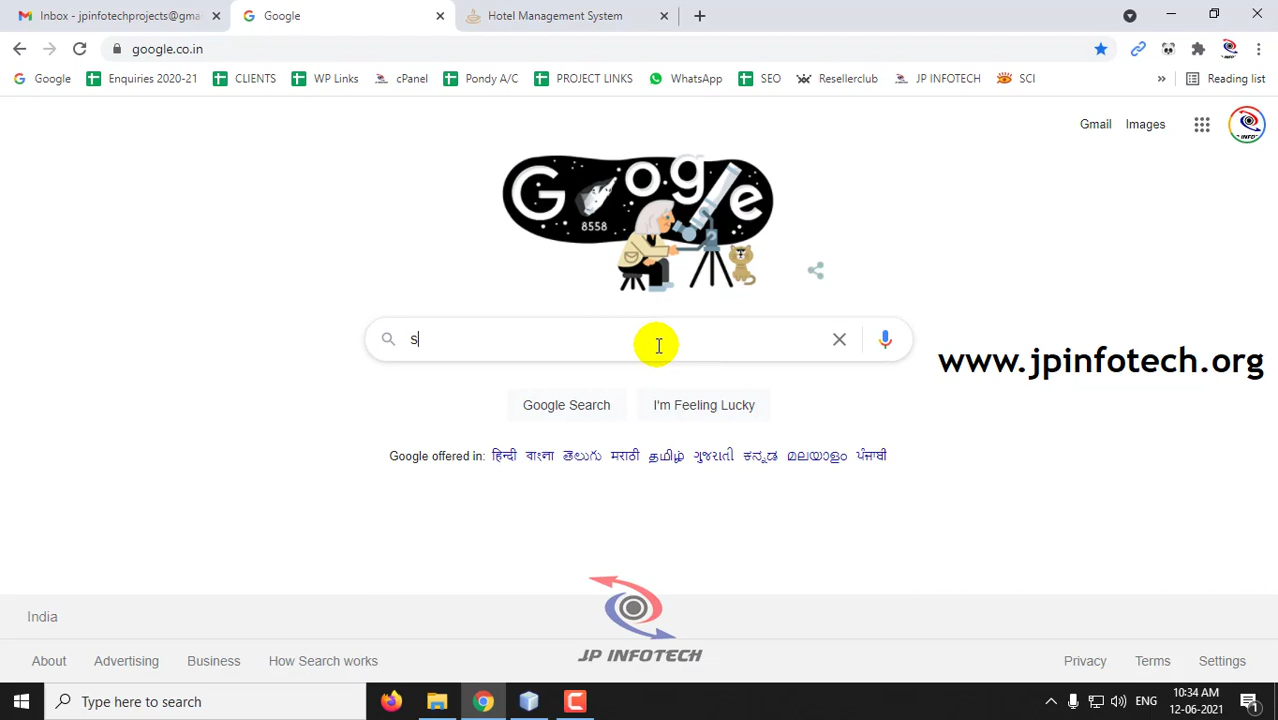 Inbox - jpinfotechprojects@gma
Google
Hotel Management System
google.co.in
Google
Enquiries 2020-21
CLIENTS
WP Links
cPanel
Pondy A/C
PROJECT LINKS
WhatsApp
SEO
Resellerclub
JP INFOTECH
SCI
»
Reading list
Gmail
Images
Google
8558
s
www.jpinfotech.org
Google Search
I'm Feeling Lucky
Google offered in: हिन्दी বাংলা తెలుగు मराठी தமிழ் ગુજરાતી ಕನ್ನಡ മലയാളം ਪੰਜਾਬੀ
India
JP INFOTECH
About
Advertising
Business
How Search works
Privacy
Terms
Settings
Type here to search
ENG
10:34 AM
12-06-2021
1